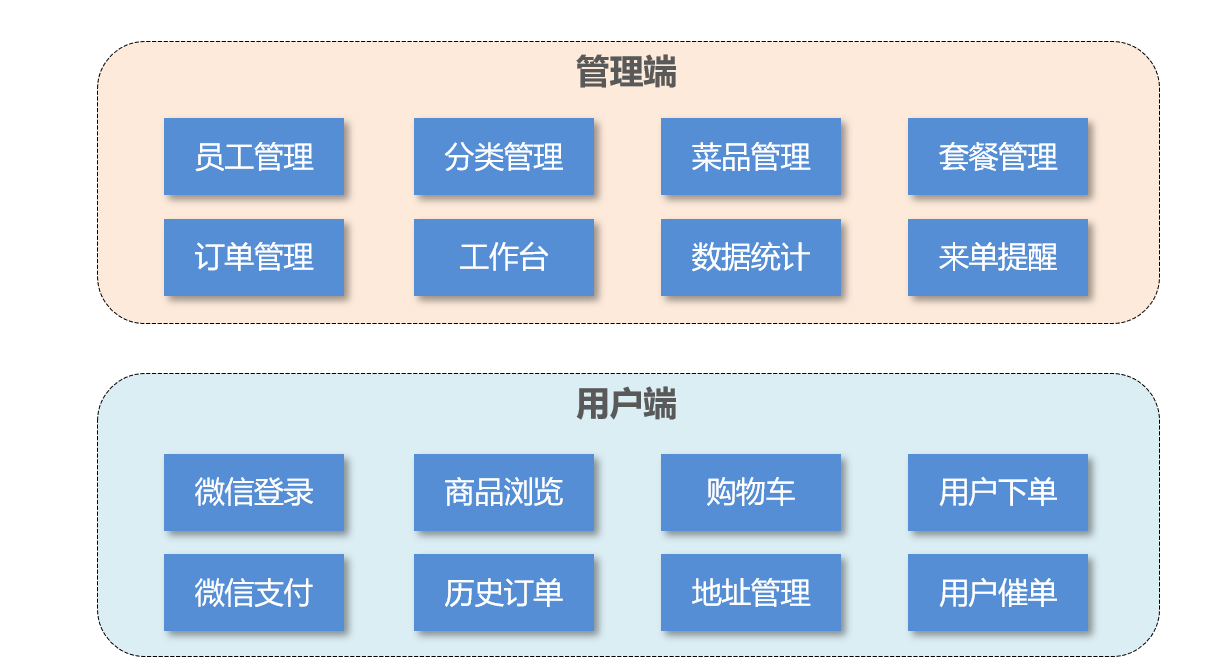 管理端
员工管理
分类管理
菜品管理
套餐管理
订单管理
工作台
数据统计
来单提醒
用户端
微信登录
商品浏览
购物车
用户下单
微信支付
历史订单
地址管理
用户催单